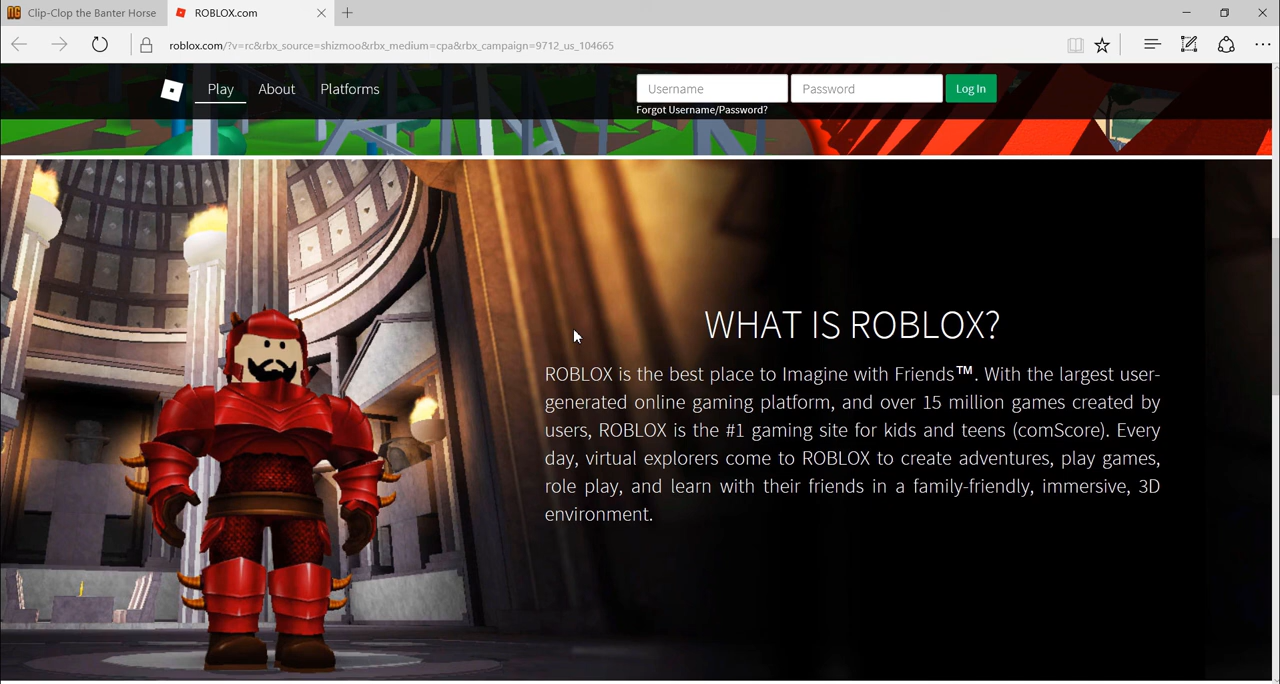 Clip-Clop the Banter Horse
ROBLOX.com
roblox.com/?v=rc&rbx_source=shizmoo&rbx_medium=cpa&rbx_campaign=9712_us_104665
Play About Platforms Username Password Log In
Forgot Username/Password?
WHAT IS ROBLOX?
ROBLOX is the best place to Imagine with Friends™. With the largest user-
generated online gaming platform, and over 15 million games created by
users, ROBLOX is the #1 gaming site for kids and teens (comScore). Every
day, virtual explorers come to ROBLOX to create adventures, play games,
role play, and learn with their friends in a family-friendly, immersive, 3D
environment.